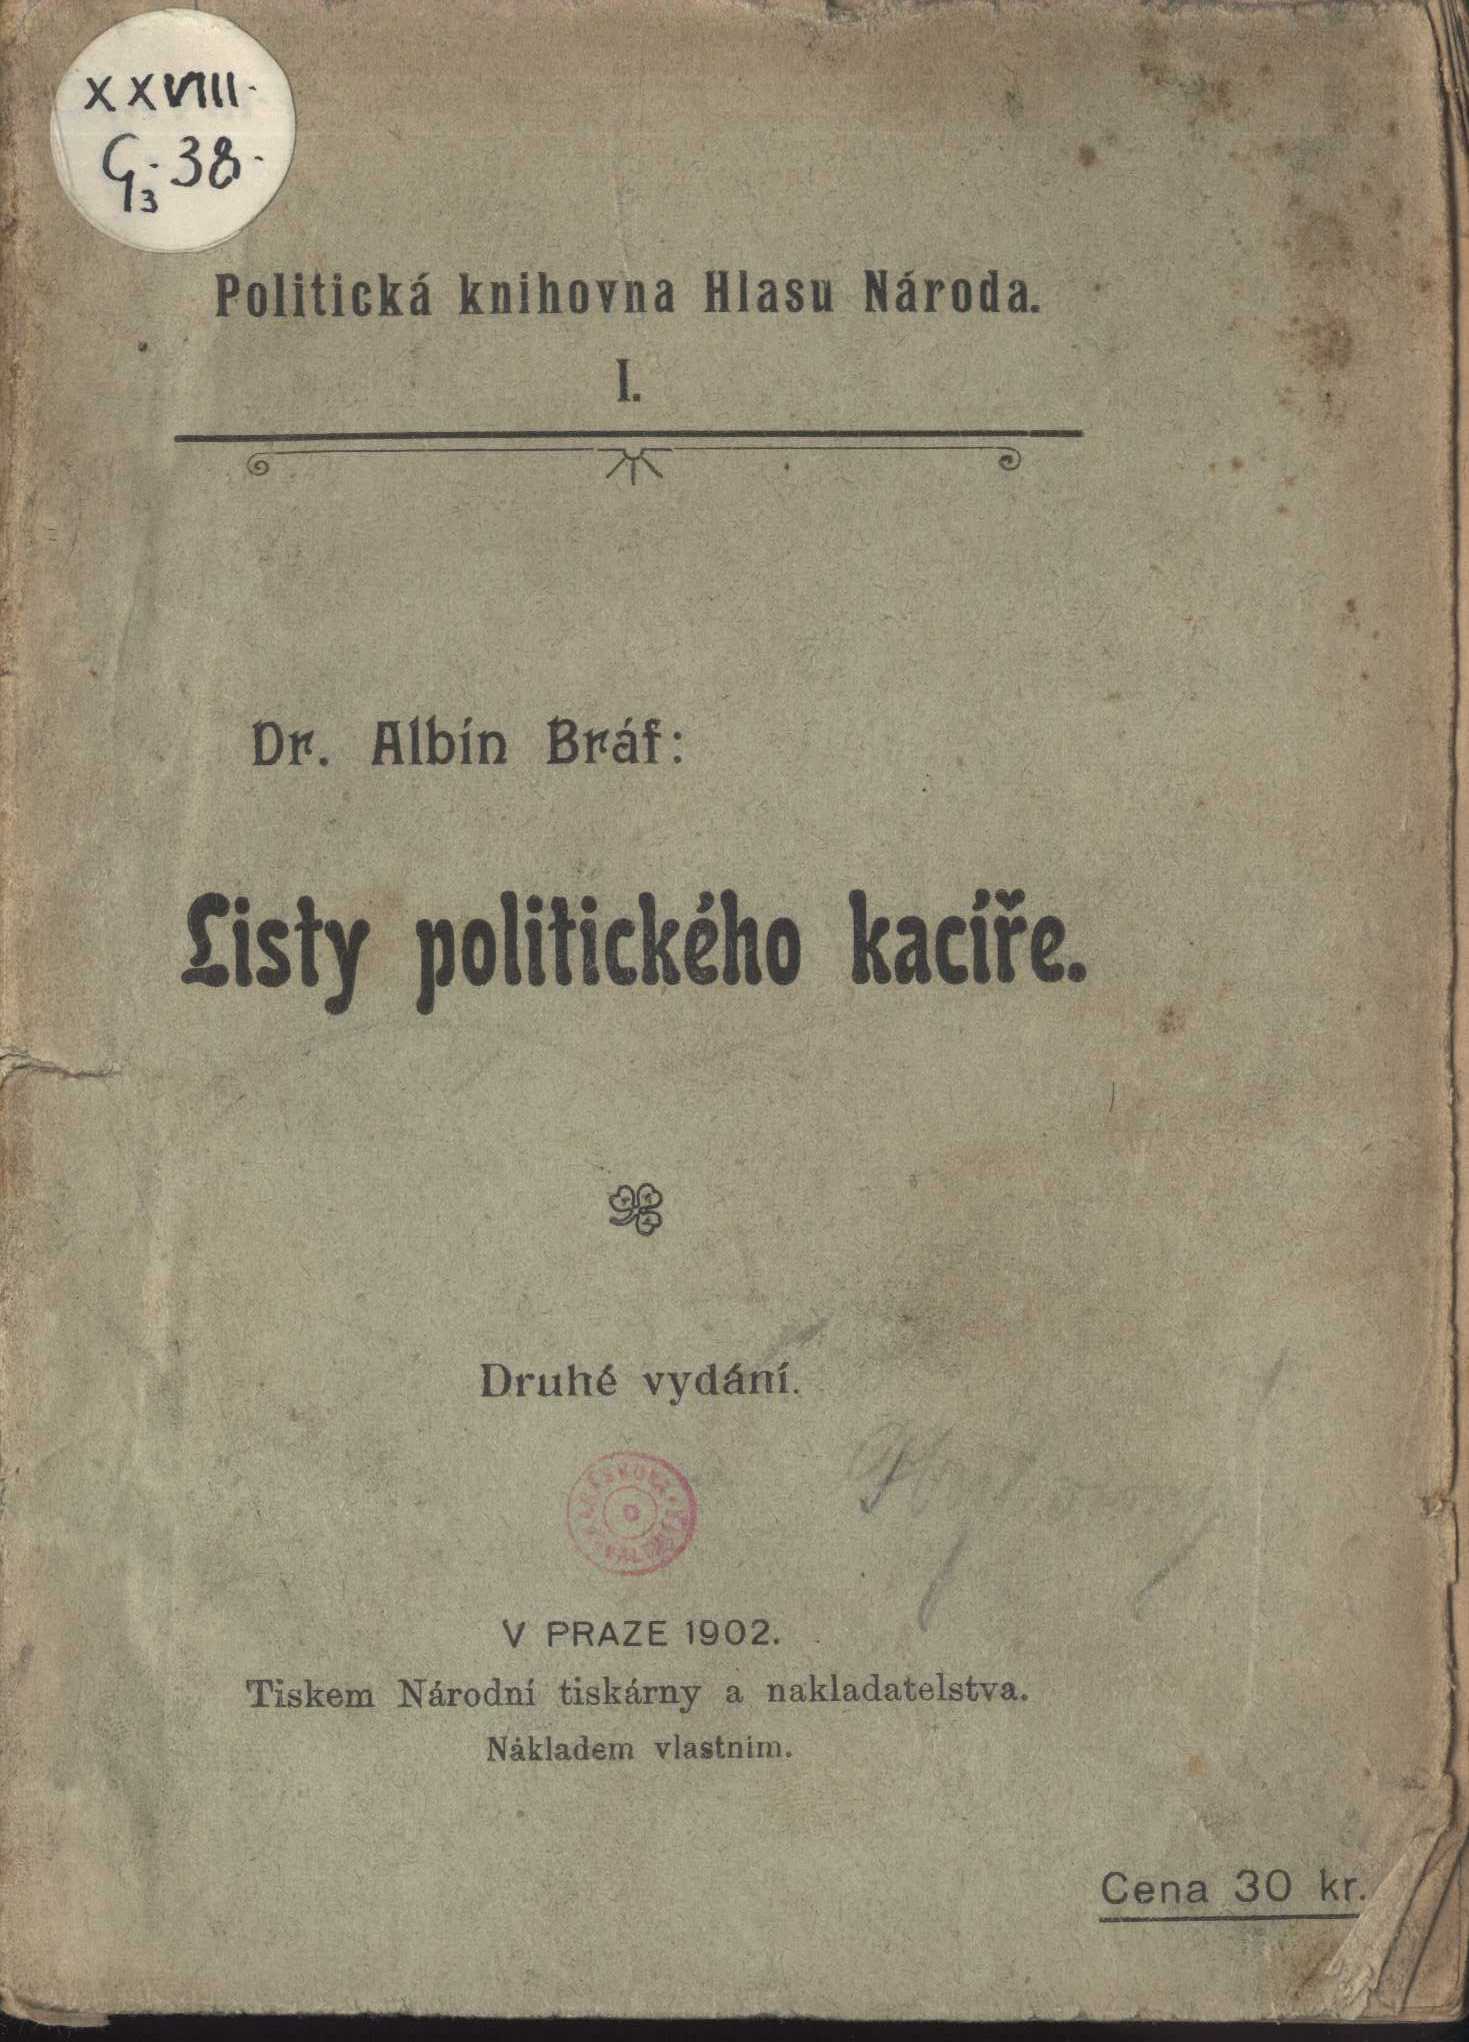 XXVIII.
G3. 38.
Politická knihovna Hlasu Národa.
I.
Dr. Albín Bráf:
Listy politického kacíře.
Druhé vydání.
V PRAZE 1902.
Tiskem Národní tiskárny a nakladatelstva.
Nákladem vlastním.
Cena 30 kr.